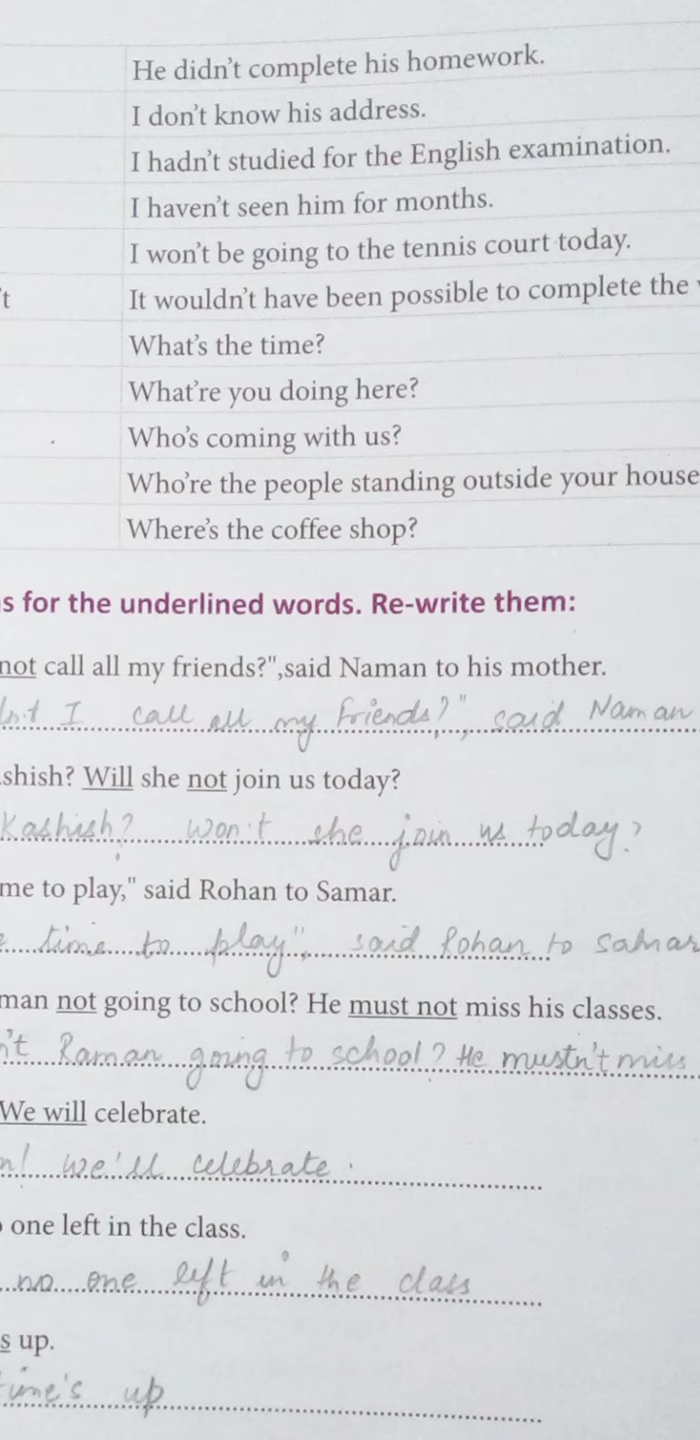 He didn't complete his homework.
I don't know his address.
I hadn't studied for the English examination.
I haven't seen him for months.
I won't be going to the tennis court today.
't It wouldn't have been possible to complete the
What's the time?
What're you doing here?
Who's coming with us?
Who're the people standing outside your house
Where's the coffee shop?
s for the underlined words. Re-write them:
not call all my friends?",said Naman to his mother.
n't I call all my friends?", said Naman
shish? Will she not join us today?
Kashish? Won't she join us today?
me to play," said Rohan to Samar.
time to play", said Rohan to Samar
man not going to school? He must not miss his classes.
n't Raman going to school? He mustn't miss
We will celebrate.
n! we'll celebrate.
one left in the class.
no one left in the class
s up.
time's up